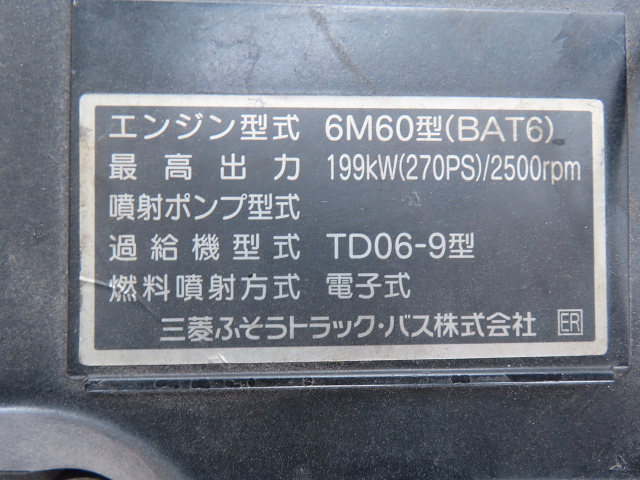 エンジン型式 6M60型(BAT6)
最高出力 199kW(270PS)/2500rpm
噴射ポンプ型式
過給機型式 TD06-9型
燃料噴射方式 電子式
三菱ふそうトラック・バス株式会社 ER